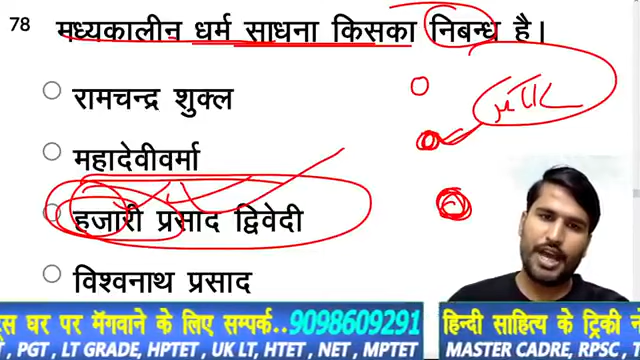 78 मध्यकालीन धर्म साधना किसका निबन्ध है।
रामचन्द्र शुक्ल
महादेवीवर्मा
हजारी प्रसाद द्विवेदी
विश्वनाथ प्रसाद
घर पर मॅगवाने के लिए सम्पर्क..9098609291 हिन्दी साहित्य के ट्रिकी
, PGT , LT GRADE, HPTET , UK LT, HTET , NET , MPTET MASTER CADRE, RPSC ,